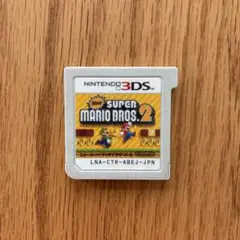 NINTENDO 3DS
New
SUPER
MARIO BROS. 2
LNA-CTR-ABEJ-JPN